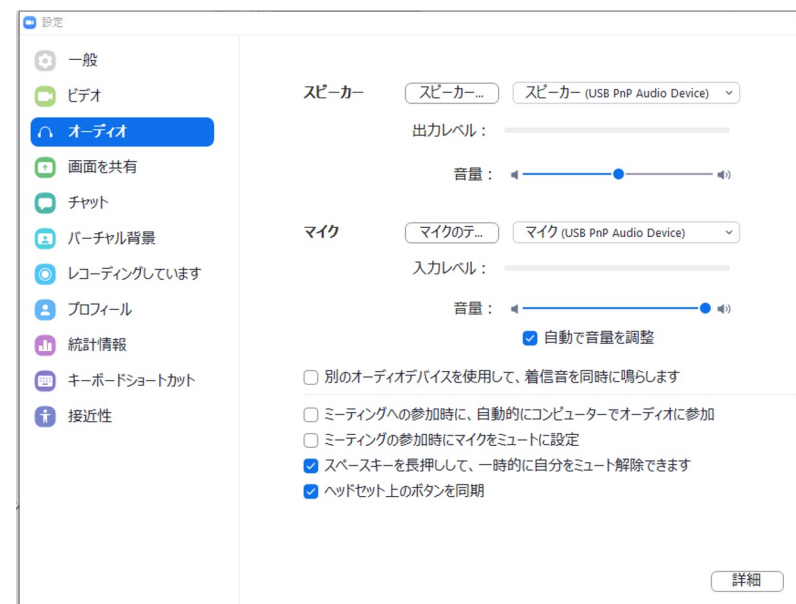 設定
一般
ビデオ
オーディオ
画面を共有
チャット
バーチャル背景
レコーディングしています
プロフィール
統計情報
キーボードショートカット
接近性
スピーカー スピーカー... スピーカー (USB PnP Audio Device)
出力レベル：
音量：
マイク マイクのテ... マイク (USB PnP Audio Device)
入力レベル：
音量：
自動で音量を調整
別のオーディオデバイスを使用して、着信音を同時に鳴らします
ミーティングへの参加時に、自動的にコンピューターでオーディオに参加
ミーティングの参加時にマイクをミュートに設定
スペースキーを長押しして、一時的に自分をミュート解除できます
ヘッドセット上のボタンを同期
詳細